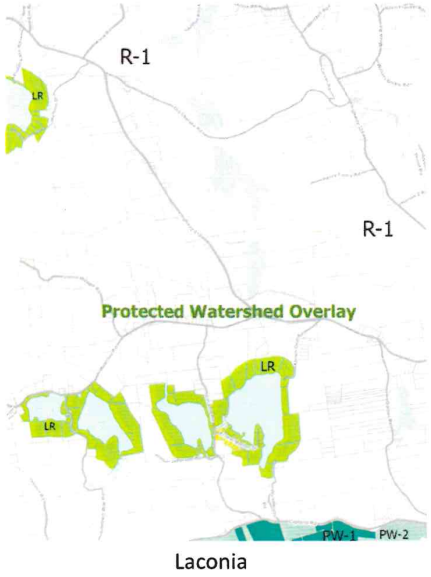 R-1
LR
R-1
Protected Watershed Overlay
LR
LR
PW-1 PW-2
Laconia